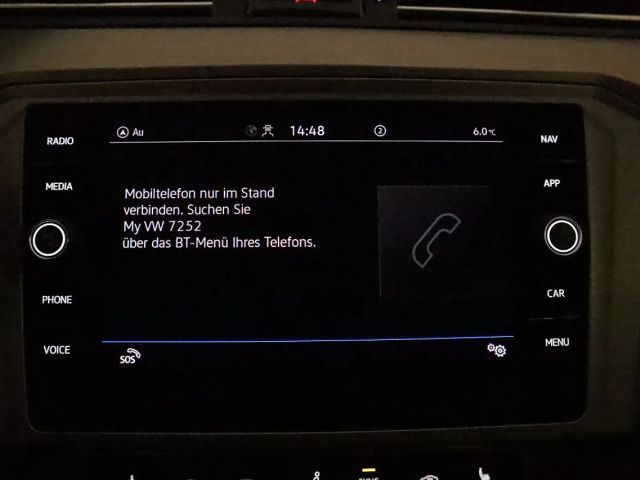 Au 14:48 2 6.0°C
RADIO
NAV
MEDIA
APP
Mobiltelefon nur im Stand
verbinden. Suchen Sie
My VW 7252
über das BT-Menü Ihres Telefons.
PHONE
CAR
VOICE
MENU
SOS
SYNC